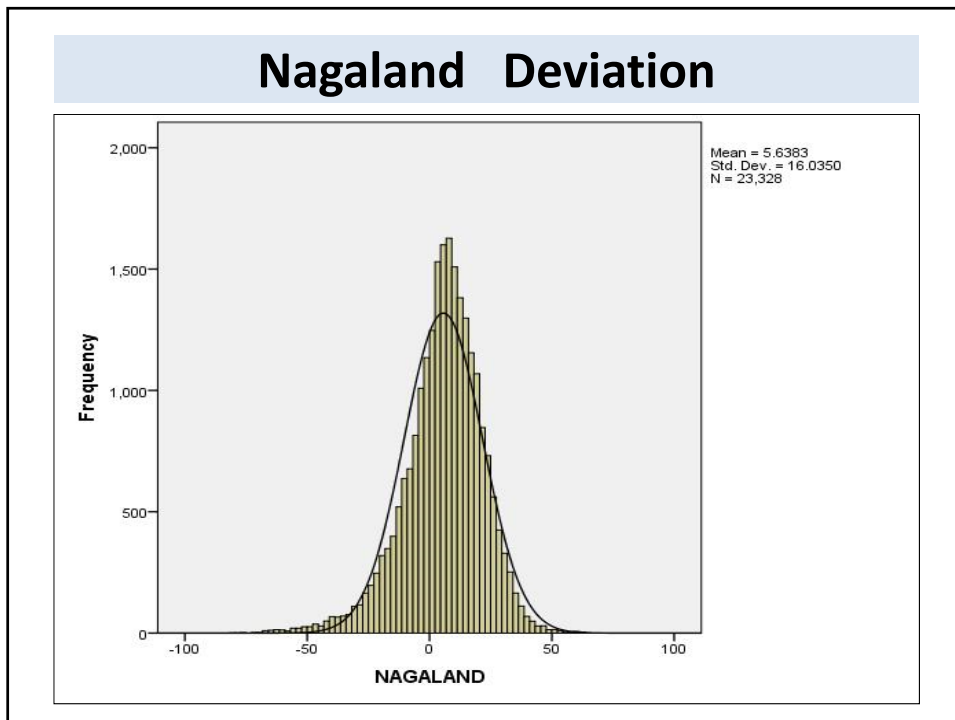 Nagaland Deviation
2,000
1,500
1,000
500
0
Frequency
-100 -50 0 50 100
NAGALAND
Mean = 5.6383
Std. Dev. = 16.0350
N = 23,328